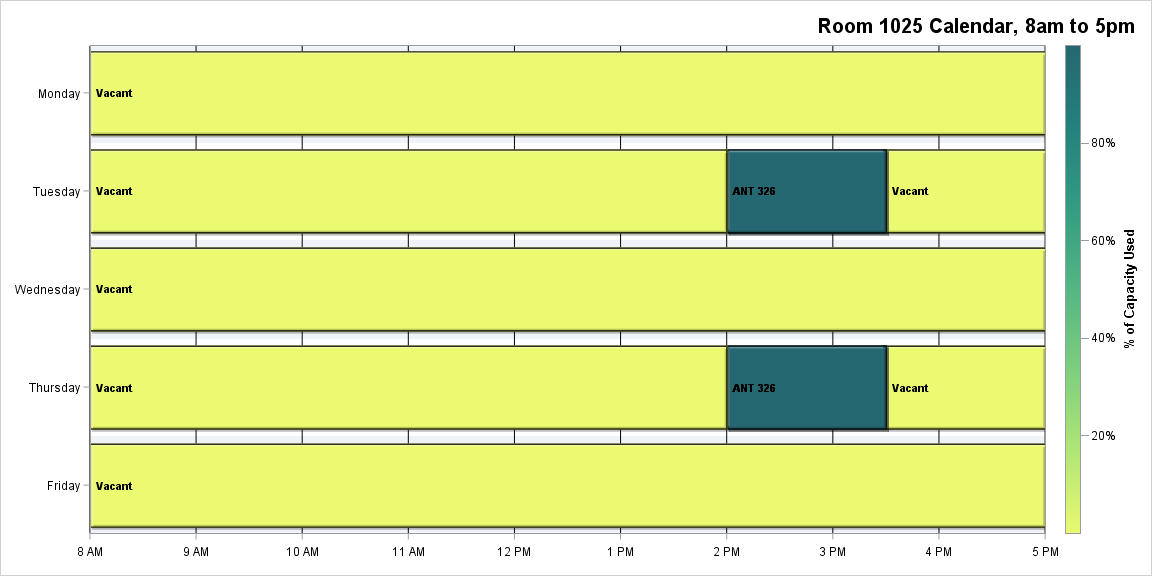 Room 1025 Calendar, 8am to 5pm
Monday
Vacant
Tuesday
Vacant
ANT 326
Vacant
Wednesday
Vacant
Thursday
Vacant
ANT 326
Vacant
Friday
Vacant
8 AM
9 AM
10 AM
11 AM
12 PM
1 PM
2 PM
3 PM
4 PM
5 PM
80%
60%
40%
20%
% of Capacity Used